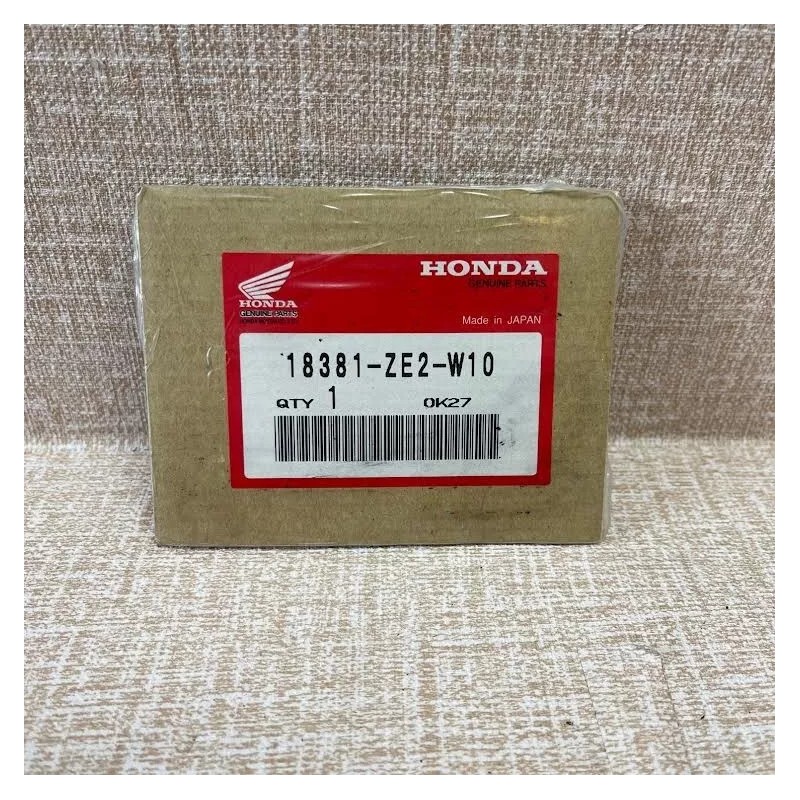 HONDA
GENUINE PARTS
HONDA
GENUINE PARTS
Made in JAPAN
18381-ZE2-W10
QTY 1 0K27